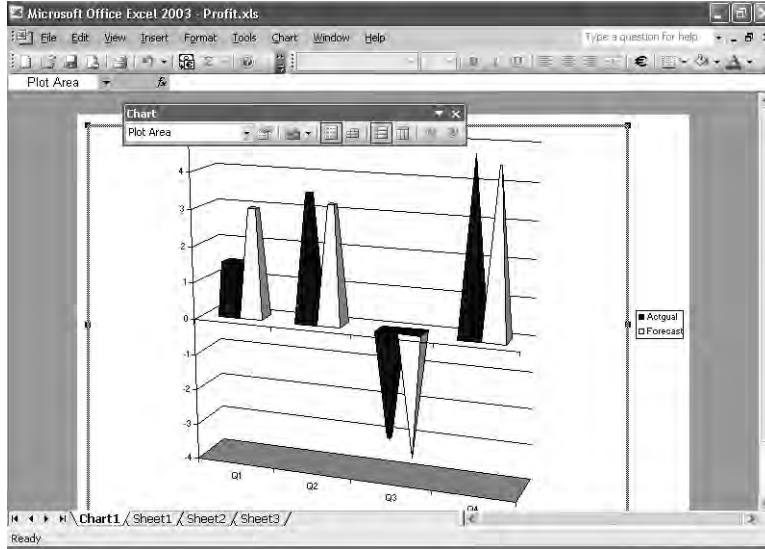 Microsoft Office Excel 2003 - Profit.xls
File Edit View Insert Format Tools Chart Window Help
Type a question for help
Plot Area fx
Chart
Plot Area
4
3
2
1
0
-1
-2
-3
-4
Q1
Q2
Q3
Q4
Actgual
Forecast
Chart1 Sheet1 Sheet2 Sheet3
Ready